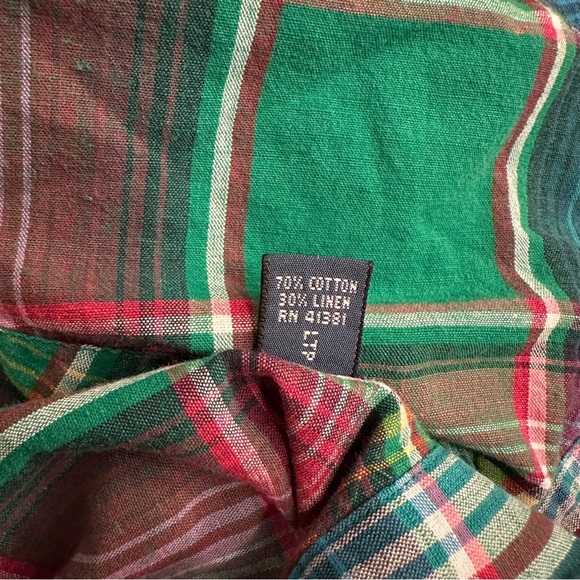 70% COTTON
30% LINEN
RN 41381
LTP